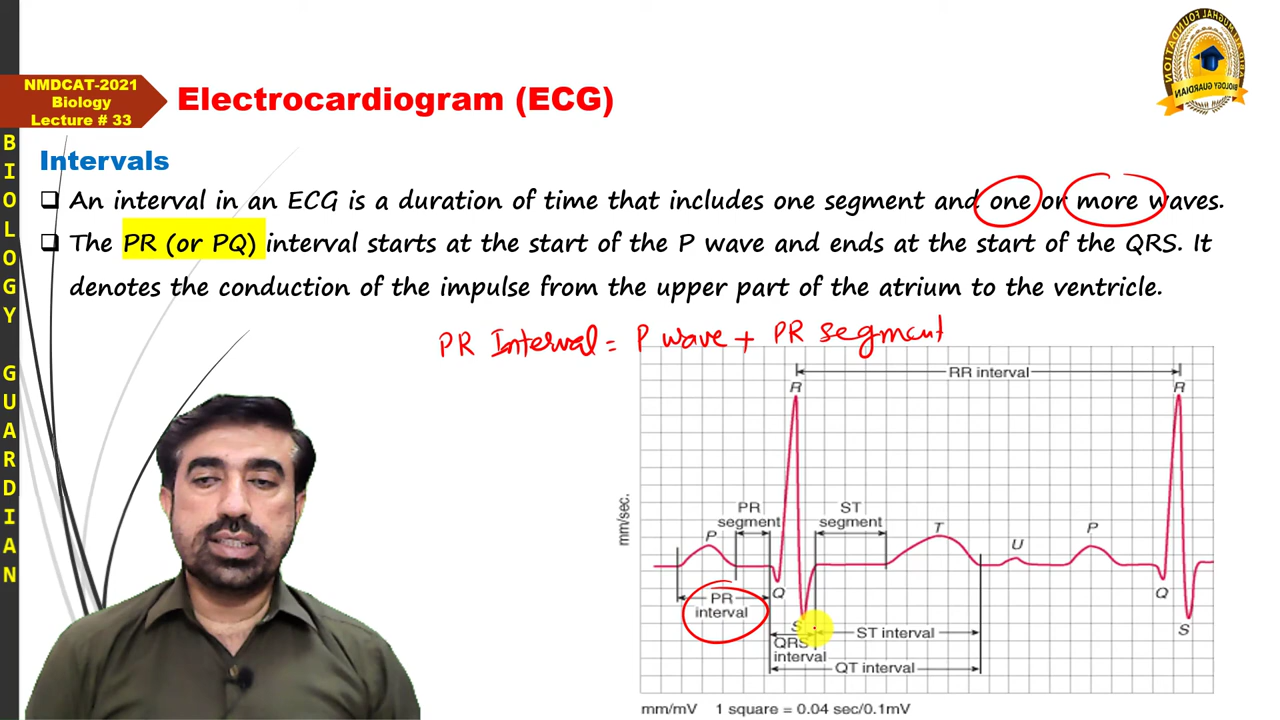 NMDCAT-2021
Biology
Lecture # 33
Electrocardiogram (ECG)
BIOLOGY GUARDIAN
Intervals
An interval in an ECG is a duration of time that includes one segment and one or more waves.
The PR (or PQ) interval starts at the start of the P wave and ends at the start of the QRS. It
denotes the conduction of the impulse from the upper part of the atrium to the ventricle.
PR Interval = P wave + PR segment
RR interval
R
R
PR
segment
ST
segment
mm/sec.
P
T
U
P
Q
Q
PR
interval
S
S
QRS
interval
ST interval
QT interval
mm/mV 1 square = 0.04 sec/0.1mV
BIOLOGY GUARDIAN